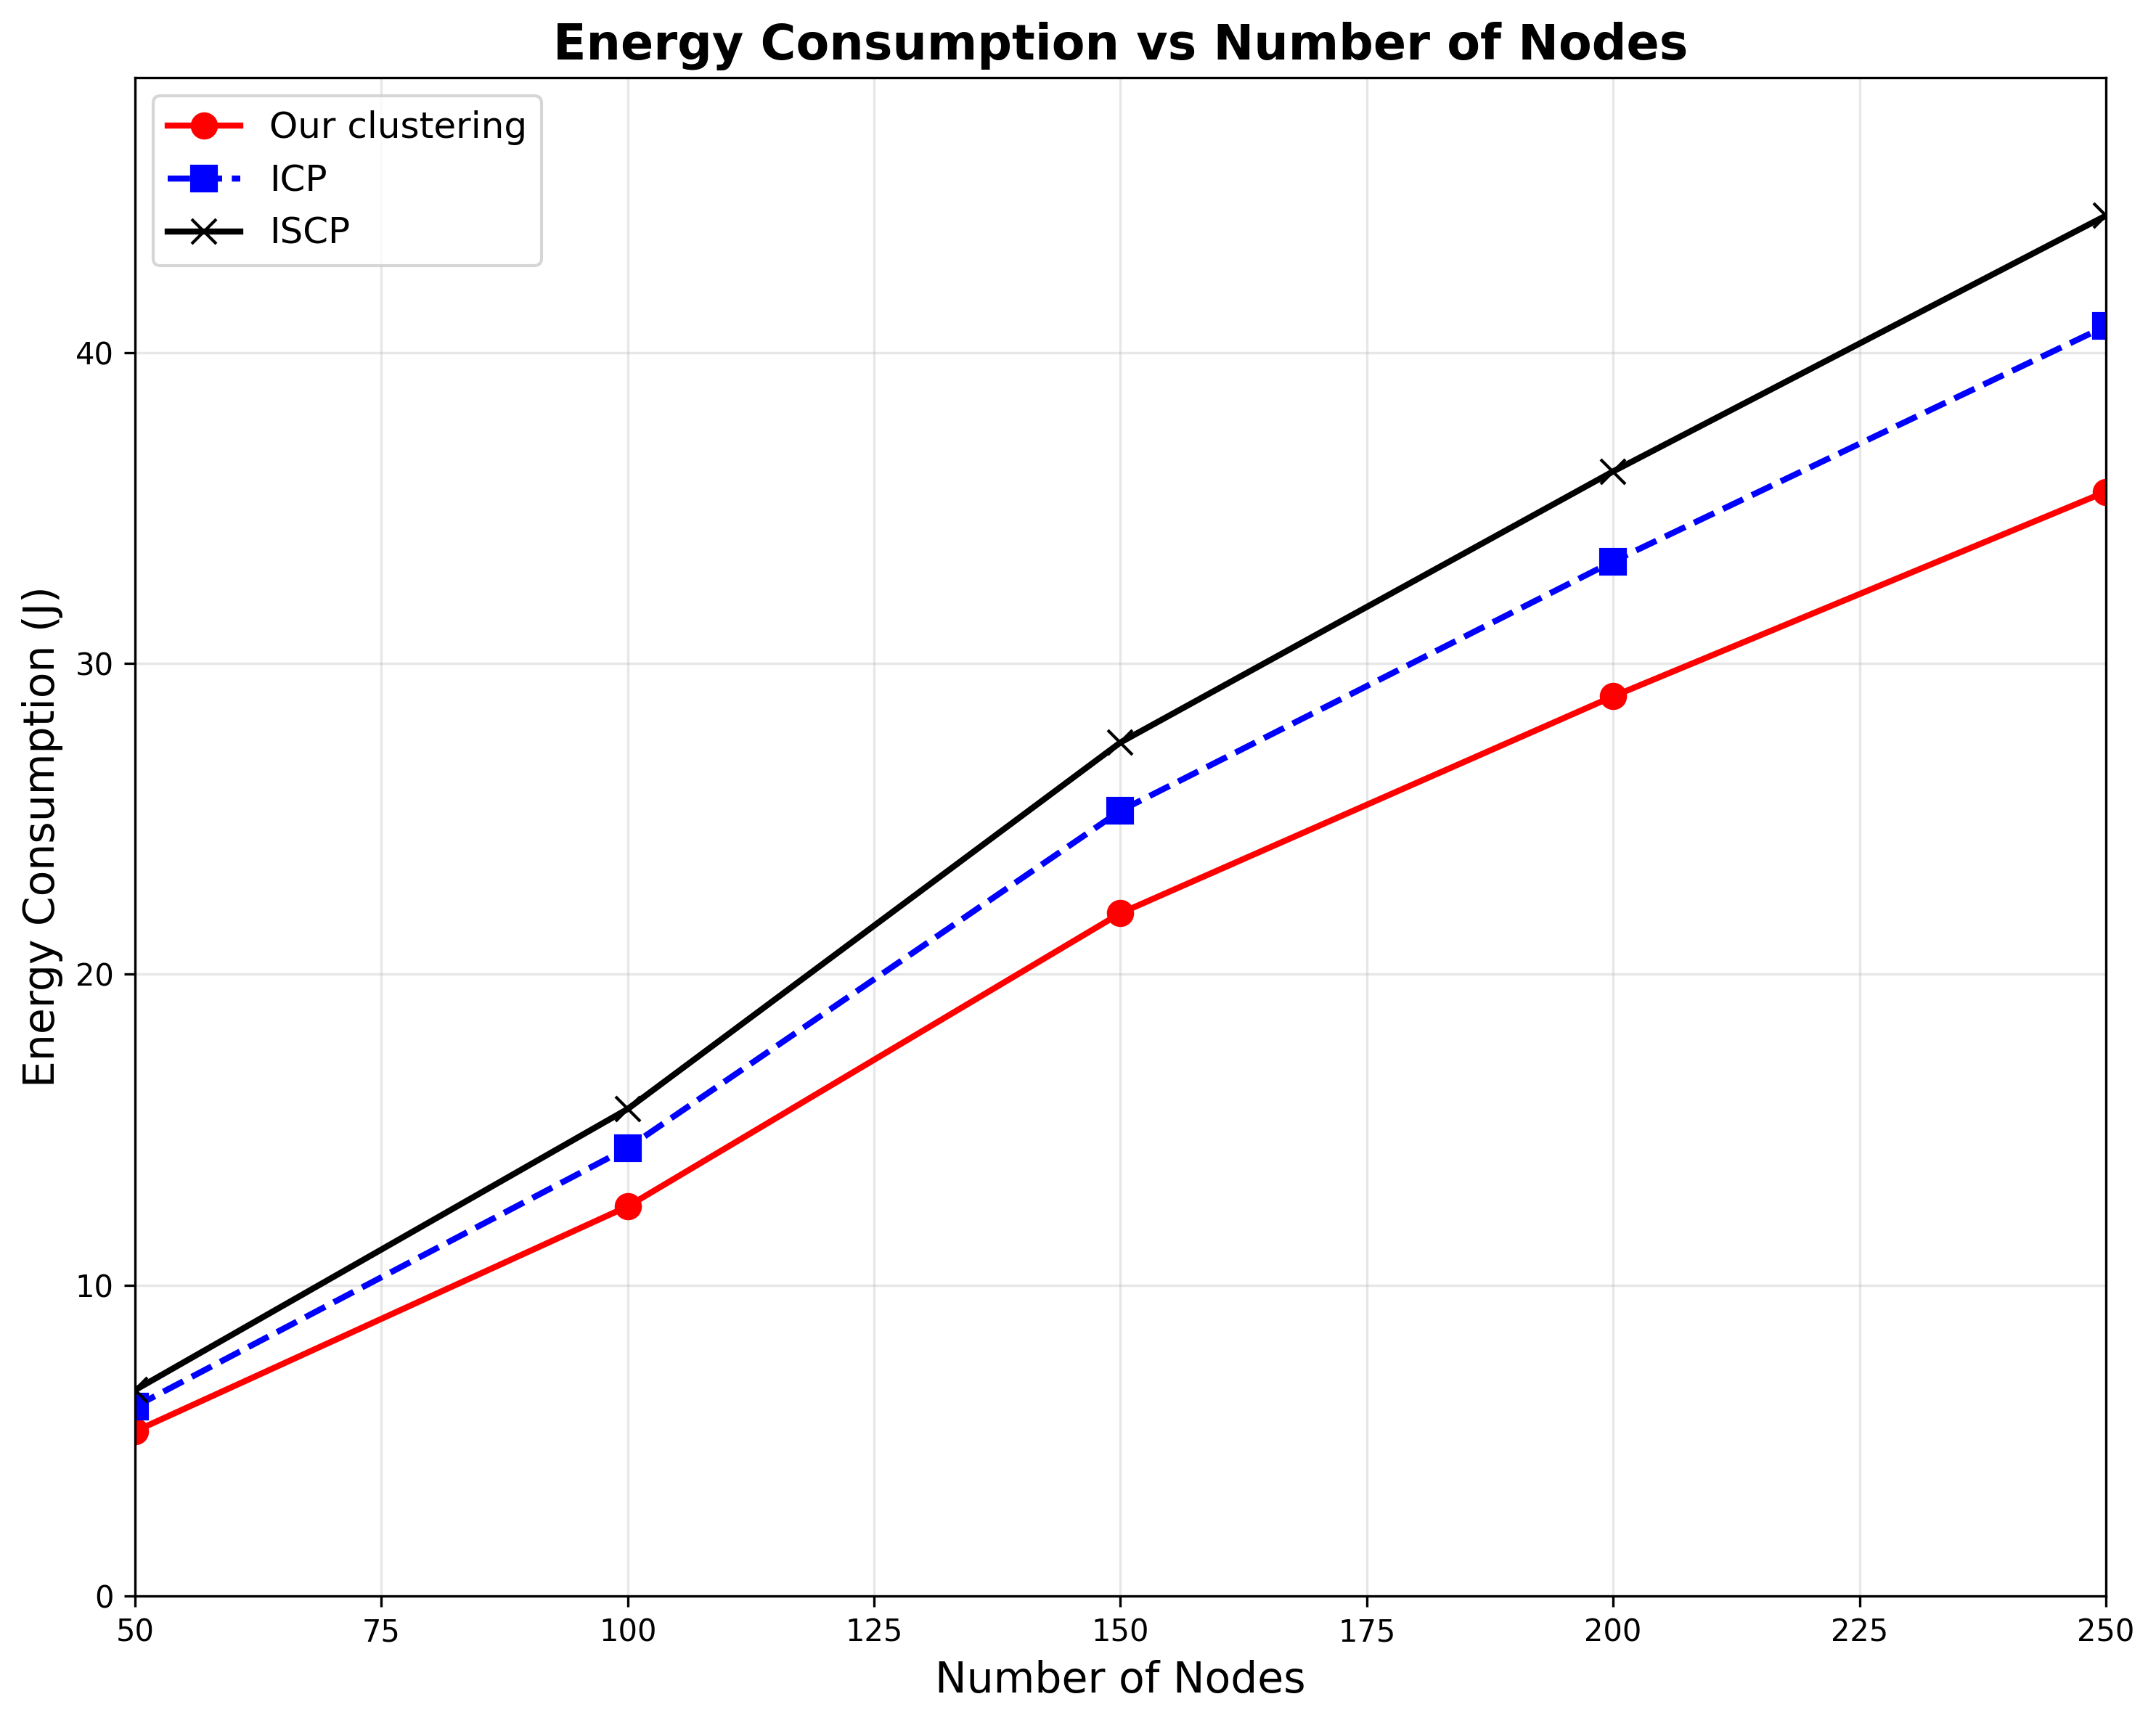 Energy Consumption vs Number of Nodes
Our clustering
ICP
ISCP
Energy Consumption (J)
40
30
20
10
0
50 75 100 125 150 175 200 225 250
Number of Nodes